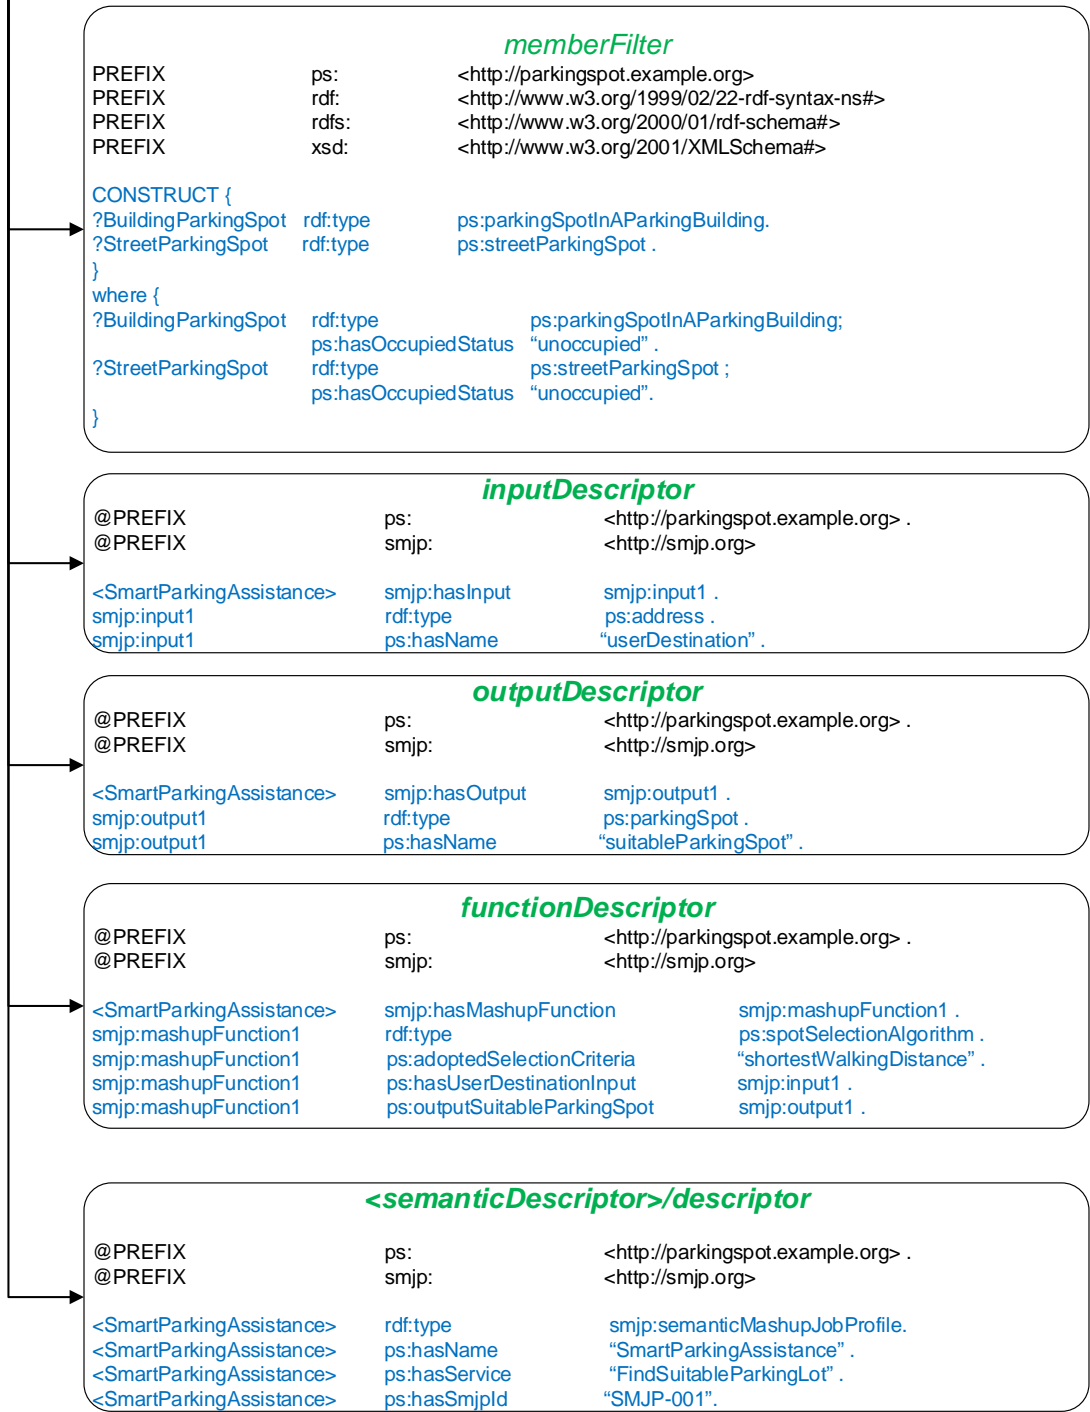 memberFilter
PREFIX ps: <http://parkingspot.example.org>
PREFIX rdf: <http://www.w3.org/1999/02/22-rdf-syntax-ns#>
PREFIX rdfs: <http://www.w3.org/2000/01/rdf-schema#>
PREFIX xsd: <http://www.w3.org/2001/XMLSchema#>
CONSTRUCT {
?BuildingParkingSpot rdf:type ps:parkingSpotInAParkingBuilding.
?StreetParkingSpot rdf:type ps:streetParkingSpot .
}
where {
?BuildingParkingSpot rdf:type ps:parkingSpotInAParkingBuilding;
ps:hasOccupiedStatus “unoccupied” .
?StreetParkingSpot rdf:type ps:streetParkingSpot ;
ps:hasOccupiedStatus “unoccupied”.
}
inputDescriptor
@PREFIX ps: <http://parkingspot.example.org> .
@PREFIX smjp: <http://smjp.org>
<SmartParkingAssistance> smjp:hasInput smjp:input1 .
smjp:input1 rdf:type ps:address .
smjp:input1 ps:hasName “userDestination” .
outputDescriptor
@PREFIX ps: <http://parkingspot.example.org> .
@PREFIX smjp: <http://smjp.org>
<SmartParkingAssistance> smjp:hasOutput smjp:output1 .
smjp:output1 rdf:type ps:parkingSpot .
smjp:output1 ps:hasName “suitableParkingSpot” .
functionDescriptor
@PREFIX ps: <http://parkingspot.example.org> .
@PREFIX smjp: <http://smjp.org>
<SmartParkingAssistance> smjp:hasMashupFunction smjp:mashupFunction1 .
smjp:mashupFunction1 rdf:type ps:spotSelectionAlgorithm .
smjp:mashupFunction1 ps:adoptedSelectionCriteria “shortestWalkingDistance” .
smjp:mashupFunction1 ps:hasUserDestinationInput smjp:input1 .
smjp:mashupFunction1 ps:outputSuitableParkingSpot smjp:output1 .
<semanticDescriptor>/descriptor
@PREFIX ps: <http://parkingspot.example.org> .
@PREFIX smjp: <http://smjp.org>
<SmartParkingAssistance> rdf:type smjp:semanticMashupJobProfile.
<SmartParkingAssistance> ps:hasName “SmartParkingAssistance” .
<SmartParkingAssistance> ps:hasService “FindSuitableParkingLot” .
<SmartParkingAssistance> ps:hasSmjpId “SMJP-001”.